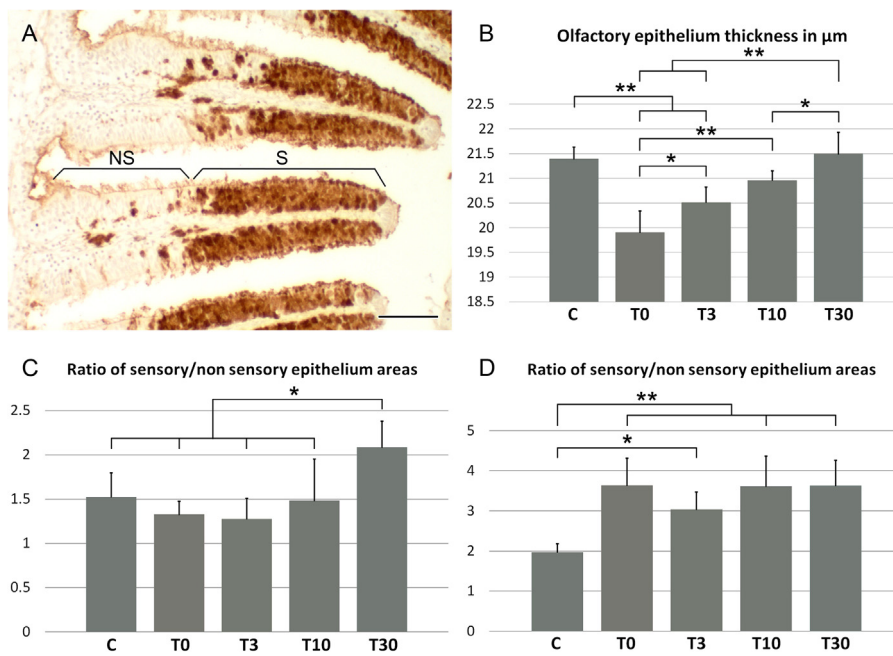 A
NS
S
B
Olfactory epithelium thickness in µm
**
**
**
*
*
22.5
22
21.5
21
20.5
20
19.5
19
18.5
C T0 T3 T10 T30
C
Ratio of sensory/non sensory epithelium areas
*
2.5
2
1.5
1
0.5
0
C T0 T3 T10 T30
D
Ratio of sensory/non sensory epithelium areas
**
*
5
4
3
2
1
0
C T0 T3 T10 T30